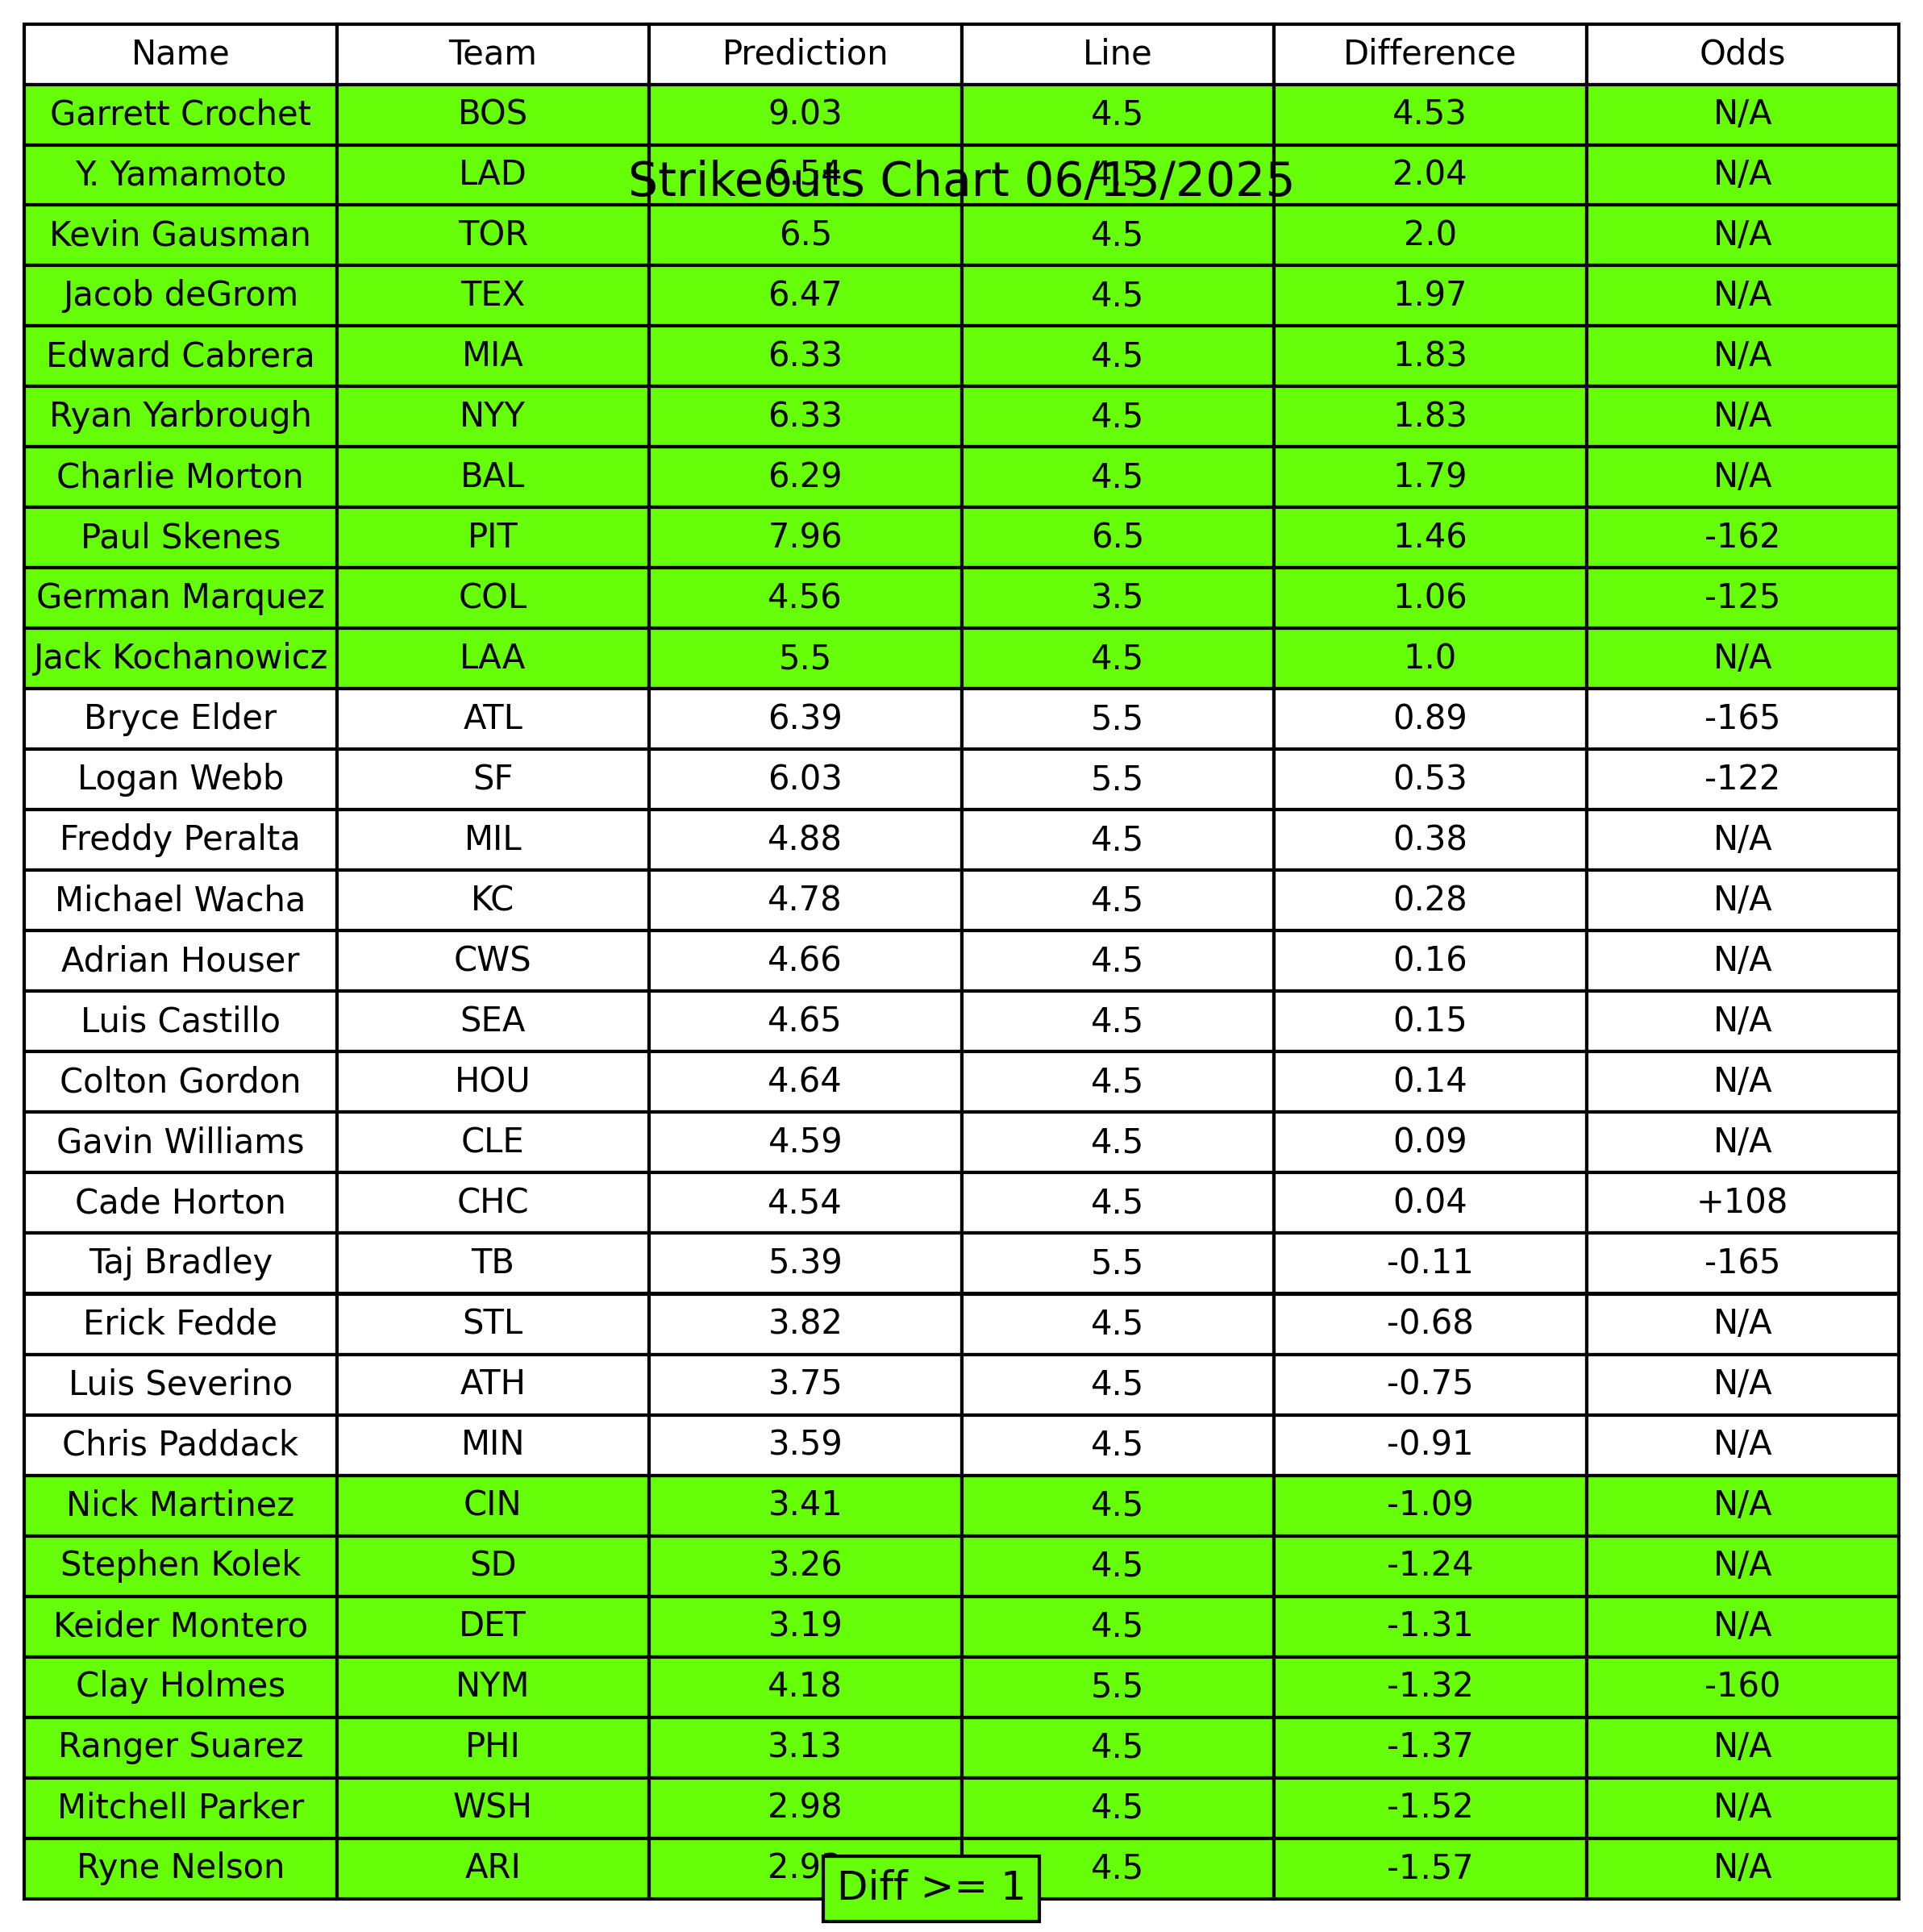 Name Team Prediction Line Difference Odds
Garrett Crochet BOS 9.03 4.5 4.53 N/A
Y. Yamamoto LAD 6.54 4.5 2.04 N/A
Strikeouts Chart 06/13/2025
Kevin Gausman TOR 6.5 4.5 2.0 N/A
Jacob deGrom TEX 6.47 4.5 1.97 N/A
Edward Cabrera MIA 6.33 4.5 1.83 N/A
Ryan Yarbrough NYY 6.33 4.5 1.83 N/A
Charlie Morton BAL 6.29 4.5 1.79 N/A
Paul Skenes PIT 7.96 6.5 1.46 -162
German Marquez COL 4.56 3.5 1.06 -125
Jack Kochanowicz LAA 5.5 4.5 1.0 N/A
Bryce Elder ATL 6.39 5.5 0.89 -165
Logan Webb SF 6.03 5.5 0.53 -122
Freddy Peralta MIL 4.88 4.5 0.38 N/A
Michael Wacha KC 4.78 4.5 0.28 N/A
Adrian Houser CWS 4.66 4.5 0.16 N/A
Luis Castillo SEA 4.65 4.5 0.15 N/A
Colton Gordon HOU 4.64 4.5 0.14 N/A
Gavin Williams CLE 4.59 4.5 0.09 N/A
Cade Horton CHC 4.54 4.5 0.04 +108
Taj Bradley TB 5.39 5.5 -0.11 -165
Erick Fedde STL 3.82 4.5 -0.68 N/A
Luis Severino ATH 3.75 4.5 -0.75 N/A
Chris Paddack MIN 3.59 4.5 -0.91 N/A
Nick Martinez CIN 3.41 4.5 -1.09 N/A
Stephen Kolek SD 3.26 4.5 -1.24 N/A
Keider Montero DET 3.19 4.5 -1.31 N/A
Clay Holmes NYM 4.18 5.5 -1.32 -160
Ranger Suarez PHI 3.13 4.5 -1.37 N/A
Mitchell Parker WSH 2.98 4.5 -1.52 N/A
Ryne Nelson ARI 4.5 -1.57 N/A
Diff >= 1